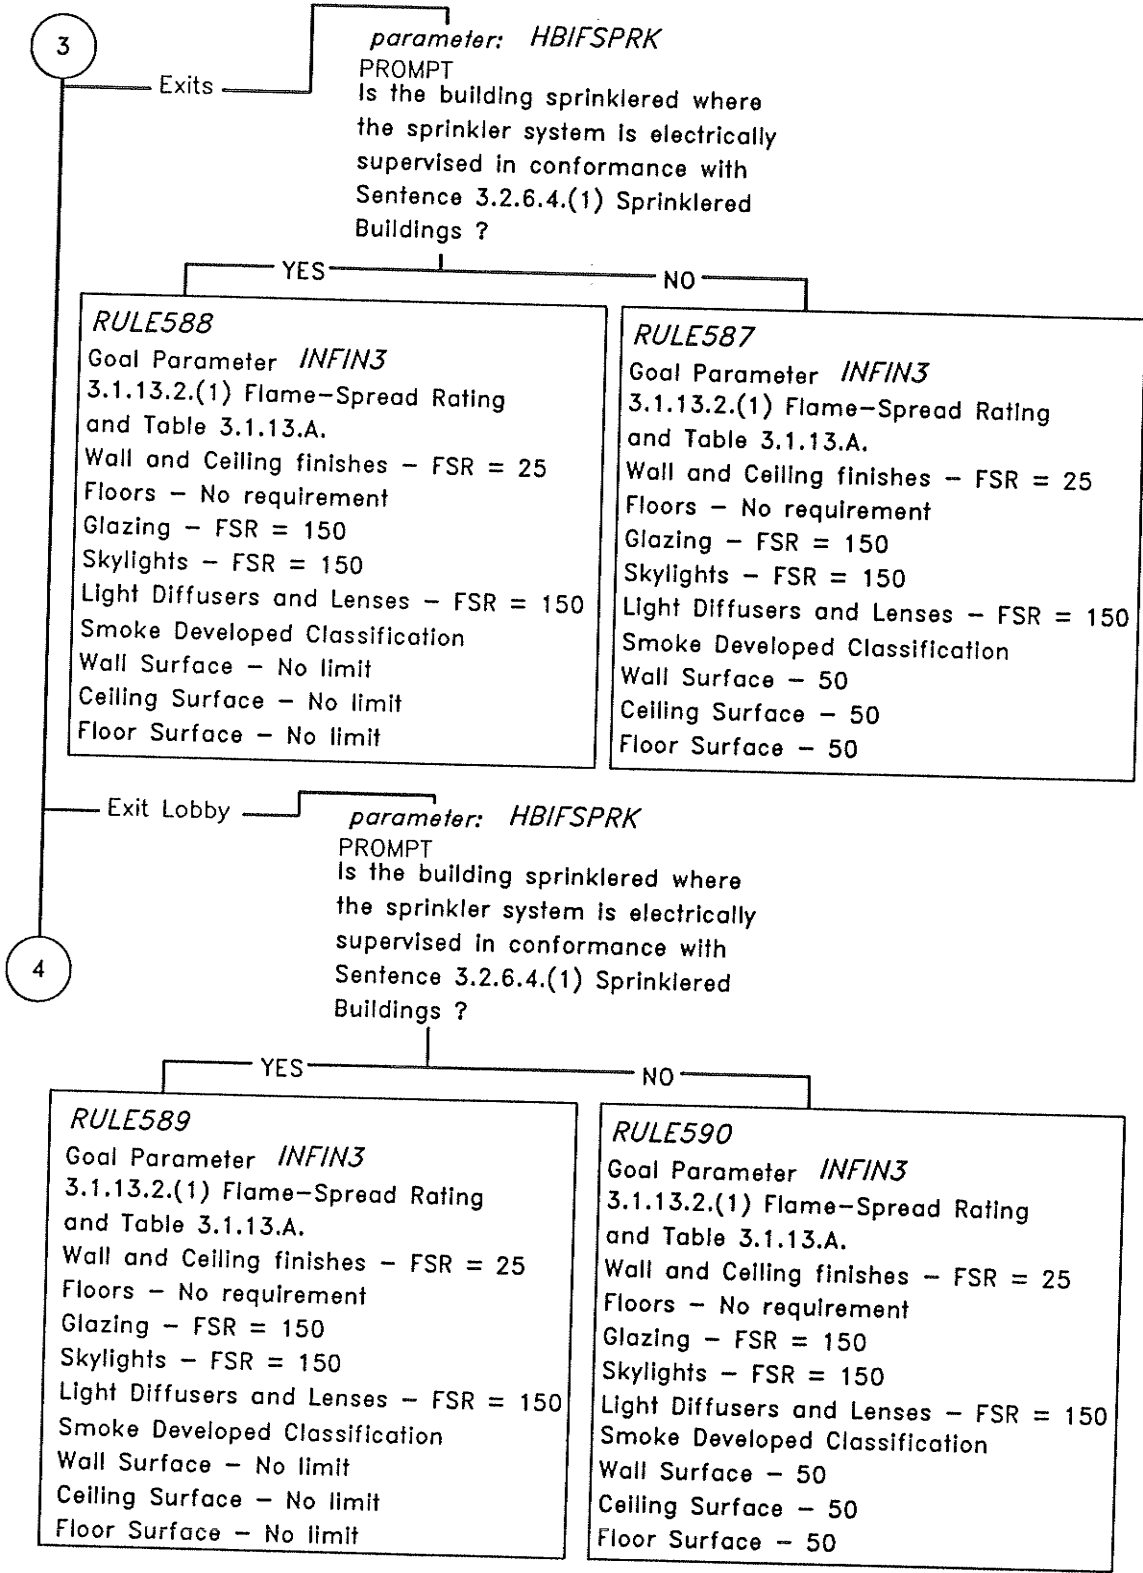 3
Exits
parameter: HBIFSPRK
PROMPT
Is the building sprinklered where
the sprinkler system is electrically
supervised in conformance with
Sentence 3.2.6.4.(1) Sprinklered
Buildings ?
YES
NO
RULE588
Goal Parameter INFIN3
3.1.13.2.(1) Flame-Spread Rating
and Table 3.1.13.A.
Wall and Ceiling finishes - FSR = 25
Floors - No requirement
Glazing - FSR = 150
Skylights - FSR = 150
Light Diffusers and Lenses - FSR = 150
Smoke Developed Classification
Wall Surface - No limit
Ceiling Surface - No limit
Floor Surface - No limit
RULE587
Goal Parameter INFIN3
3.1.13.2.(1) Flame-Spread Rating
and Table 3.1.13.A.
Wall and Ceiling finishes - FSR = 25
Floors - No requirement
Glazing - FSR = 150
Skylights - FSR = 150
Light Diffusers and Lenses - FSR = 150
Smoke Developed Classification
Wall Surface - 50
Ceiling Surface - 50
Floor Surface - 50
Exit Lobby
parameter: HBIFSPRK
PROMPT
Is the building sprinklered where
the sprinkler system is electrically
supervised in conformance with
Sentence 3.2.6.4.(1) Sprinklered
Buildings ?
4
YES
NO
RULE589
Goal Parameter INFIN3
3.1.13.2.(1) Flame-Spread Rating
and Table 3.1.13.A.
Wall and Ceiling finishes - FSR = 25
Floors - No requirement
Glazing - FSR = 150
Skylights - FSR = 150
Light Diffusers and Lenses - FSR = 150
Smoke Developed Classification
Wall Surface - No limit
Ceiling Surface - No limit
Floor Surface - No limit
RULE590
Goal Parameter INFIN3
3.1.13.2.(1) Flame-Spread Rating
and Table 3.1.13.A.
Wall and Ceiling finishes - FSR = 25
Floors - No requirement
Glazing - FSR = 150
Skylights - FSR = 150
Light Diffusers and Lenses - FSR = 150
Smoke Developed Classification
Wall Surface - 50
Ceiling Surface - 50
Floor Surface - 50